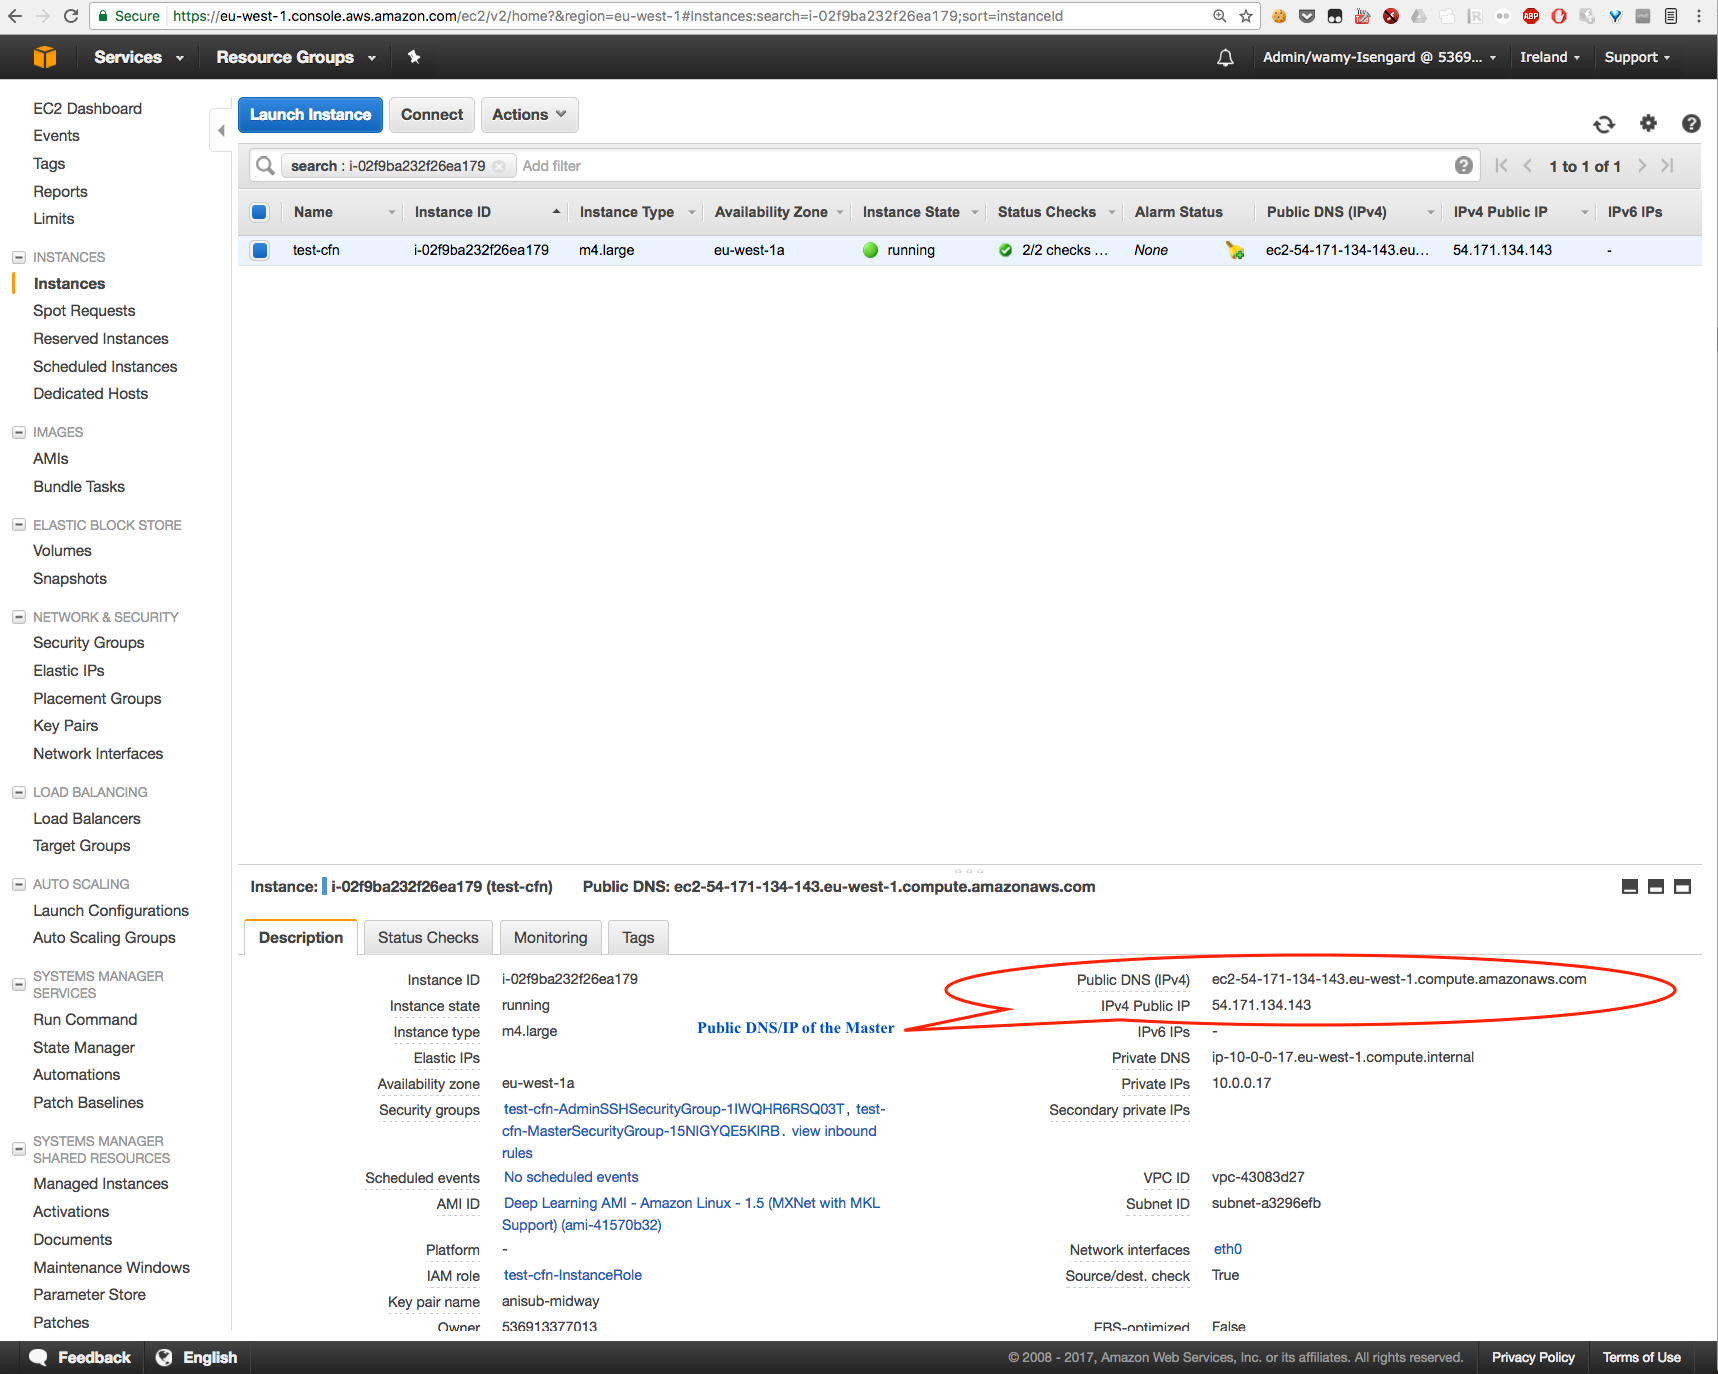 Secure https://eu-west-1.console.aws.amazon.com/ec2/v2/home?&region=eu-west-1#Instances:search=i-02f9ba232f26ea179;sort=instanceId
ABP
Services Resource Groups Admin/wamy-Isengard @ 5369... Ireland Support
EC2 Dashboard
Events
Tags
Reports
Limits
INSTANCES
Instances
Spot Requests
Reserved Instances
Scheduled Instances
Dedicated Hosts
IMAGES
AMIs
Bundle Tasks
ELASTIC BLOCK STORE
Volumes
Snapshots
NETWORK & SECURITY
Security Groups
Elastic IPs
Placement Groups
Key Pairs
Network Interfaces
LOAD BALANCING
Load Balancers
Target Groups
AUTO SCALING
Launch Configurations
Auto Scaling Groups
SYSTEMS MANAGER
SERVICES
Run Command
State Manager
Automations
Patch Baselines
SYSTEMS MANAGER
SHARED RESOURCES
Managed Instances
Activations
Documents
Maintenance Windows
Parameter Store
Patches
Launch Instance Connect Actions
search : i-02f9ba232f26ea179 Add filter 1 to 1 of 1
Name Instance ID Instance Type Availability Zone Instance State Status Checks Alarm Status Public DNS (IPv4) IPv4 Public IP IPv6 IPs
test-cfn i-02f9ba232f26ea179 m4.large eu-west-1a running 2/2 checks ... None ec2-54-171-134-143.eu... 54.171.134.143 -
Instance: i-02f9ba232f26ea179 (test-cfn) Public DNS: ec2-54-171-134-143.eu-west-1.compute.amazonaws.com
Description Status Checks Monitoring Tags
Instance ID i-02f9ba232f26ea179
Instance state running
Instance type m4.large
Elastic IPs
Availability zone eu-west-1a
Security groups test-cfn-AdminSSHSecurityGroup-1IWQHR6RSQ03T, test-
cfn-MasterSecurityGroup-15NIGYQE5KIRB. view inbound
rules
Scheduled events No scheduled events
AMI ID Deep Learning AMI - Amazon Linux - 1.5 (MXNet with MKL
Support) (ami-41570b32)
Platform -
IAM role test-cfn-InstanceRole
Key pair name anisub-midway
Owner 536913377013
Public DNS/IP of the Master
Public DNS (IPv4) ec2-54-171-134-143.eu-west-1.compute.amazonaws.com
IPv4 Public IP 54.171.134.143
IPv6 IPs -
Private DNS ip-10-0-0-17.eu-west-1.compute.internal
Private IPs 10.0.0.17
Secondary private IPs
VPC ID vpc-43083d27
Subnet ID subnet-a3296efb
Network interfaces eth0
Source/dest. check True
EBS-optimized False
Feedback English © 2008 - 2017, Amazon Web Services, Inc. or its affiliates. All rights reserved. Privacy Policy Terms of Use